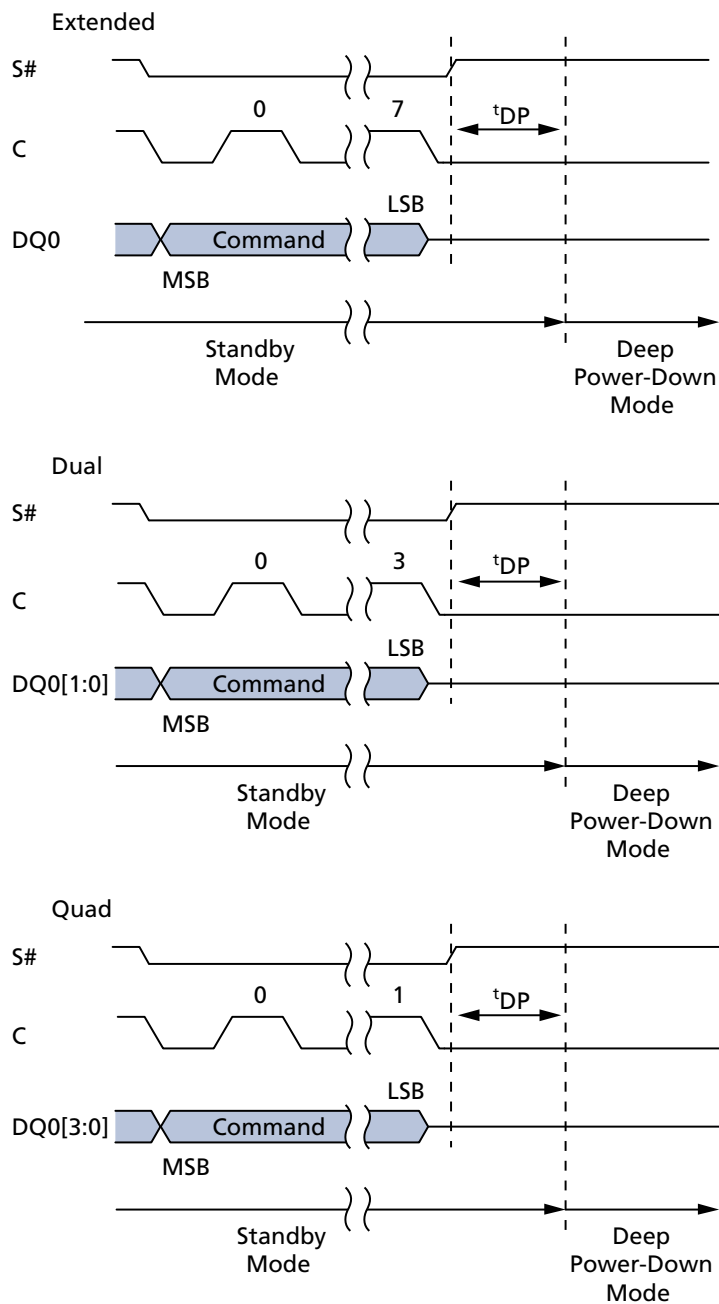 Extended
S#
0 7 tDP
C
LSB
DQ0 Command
MSB
Standby Mode
Deep Power-Down Mode
Dual
S#
0 3 tDP
C
LSB
DQ0[1:0] Command
MSB
Standby Mode
Deep Power-Down Mode
Quad
S#
0 1 tDP
C
LSB
DQ0[3:0] Command
MSB
Standby Mode
Deep Power-Down Mode